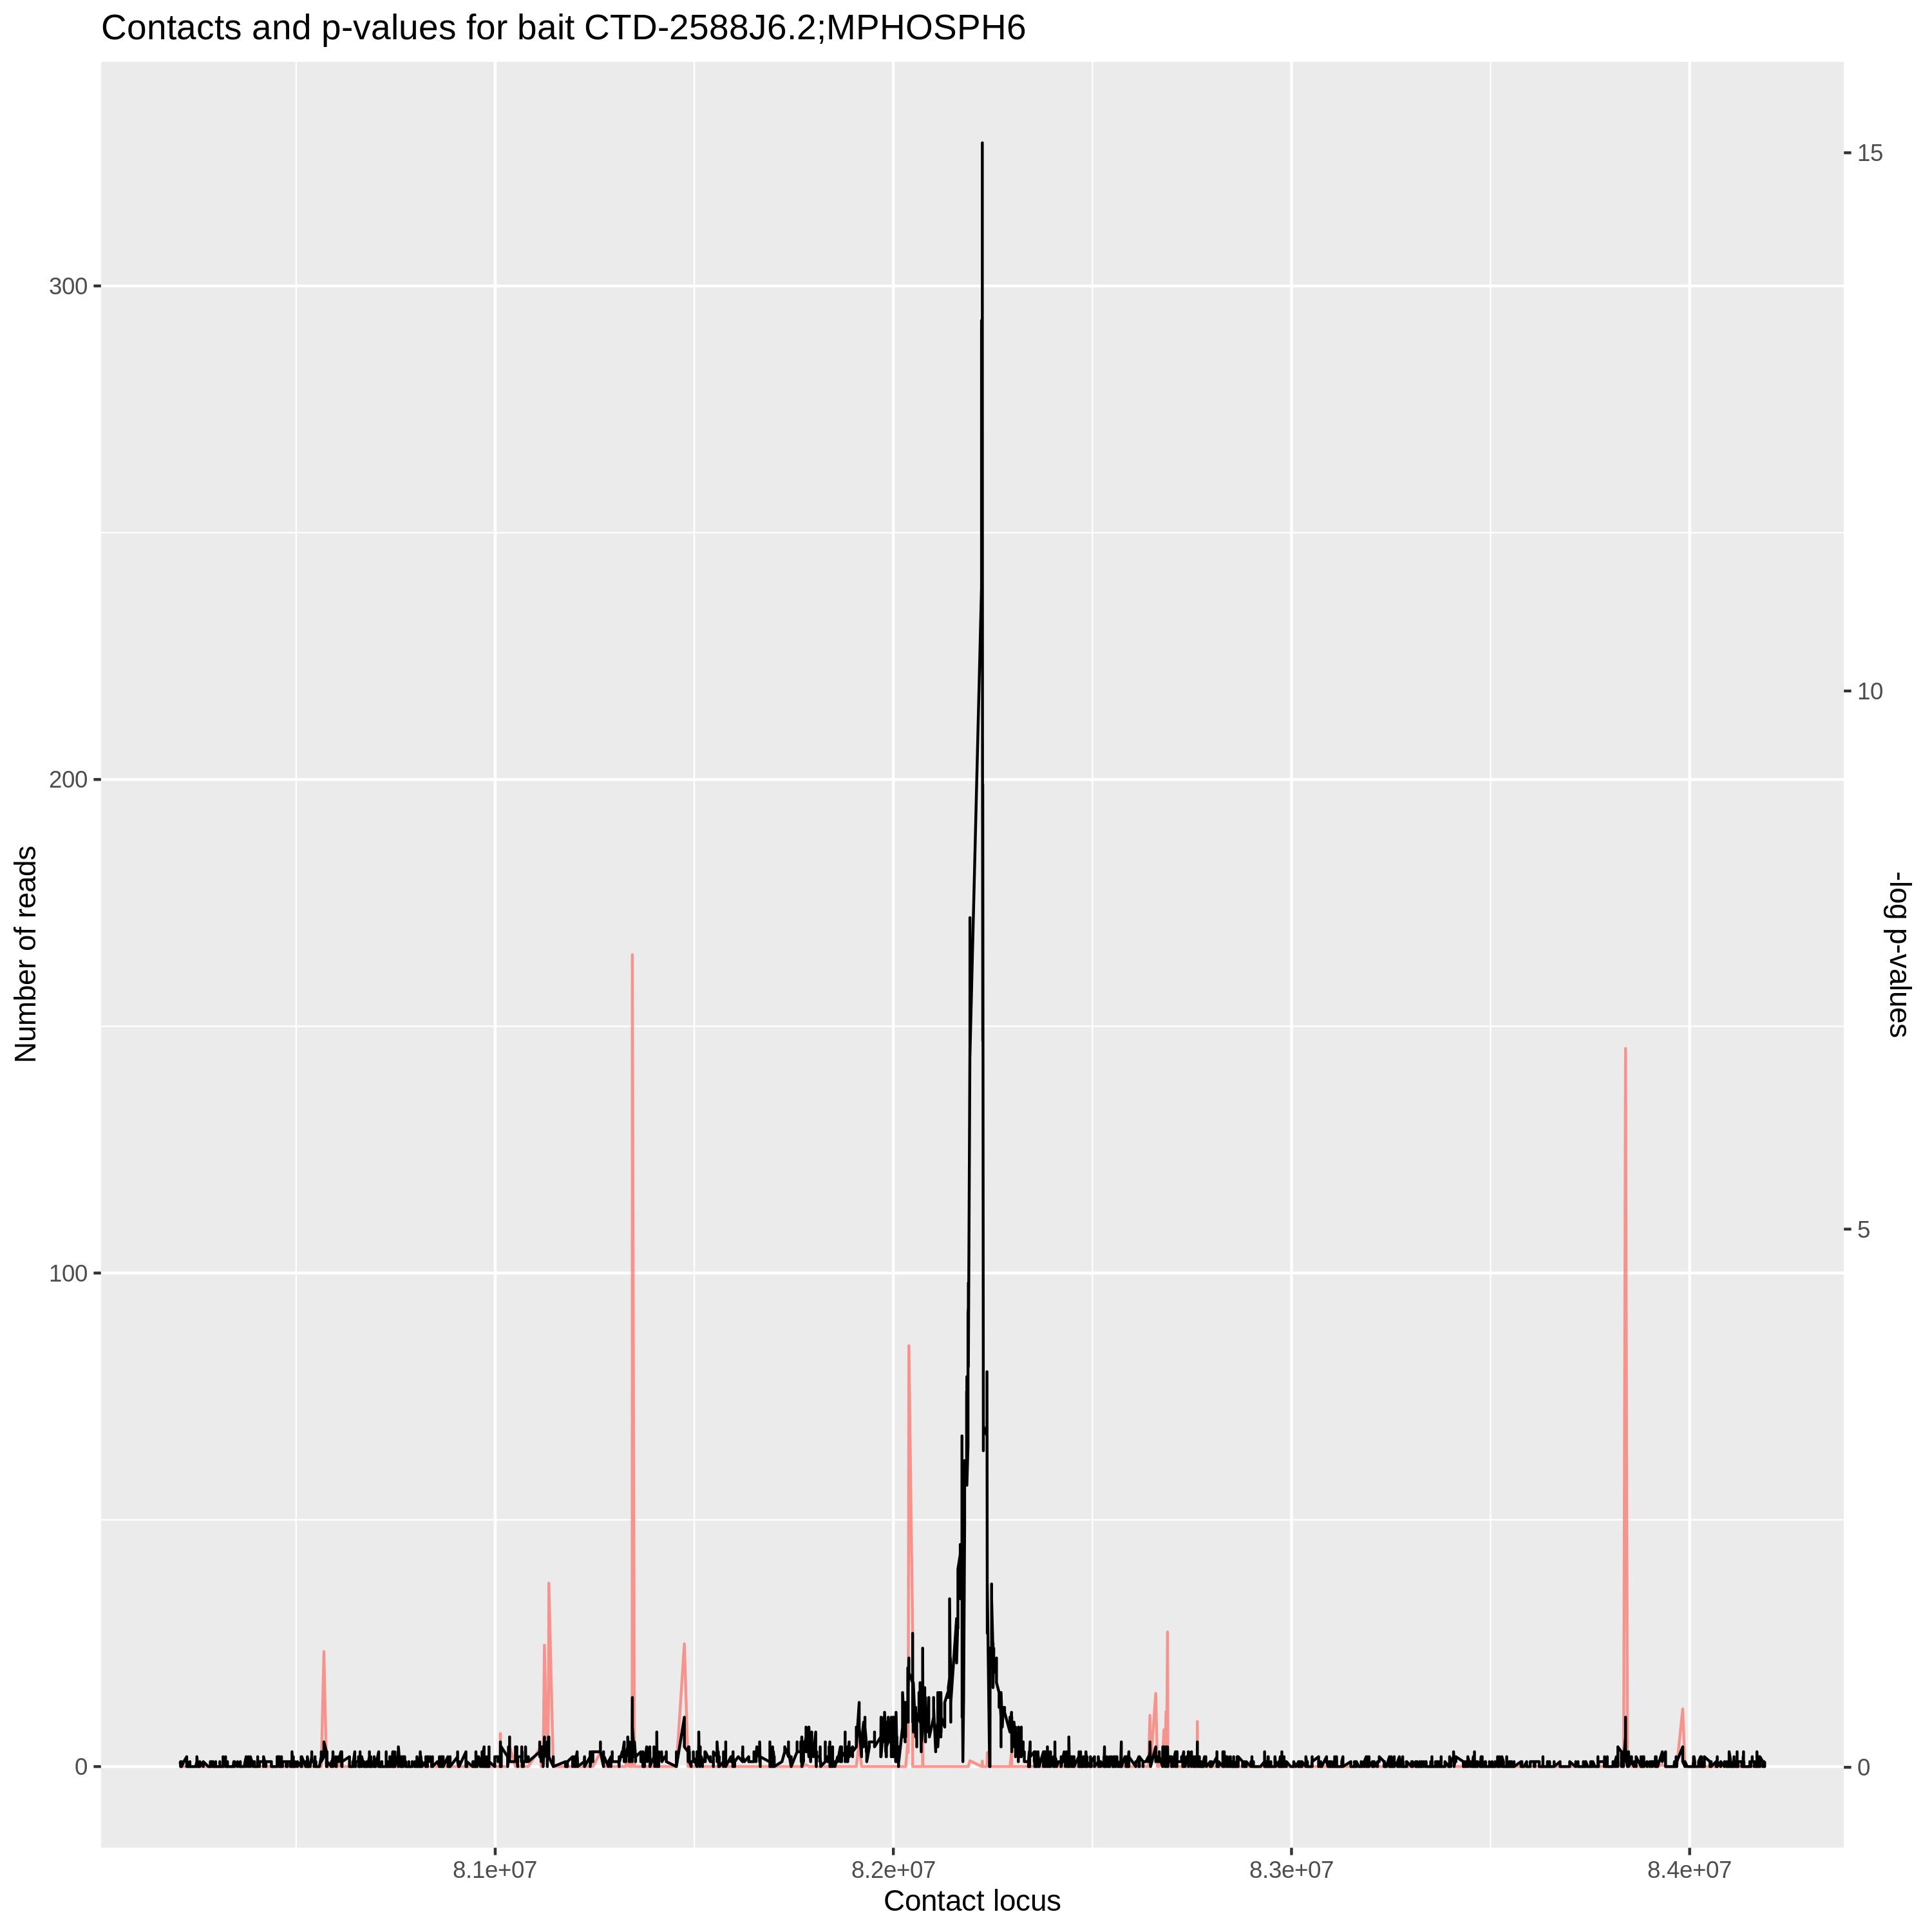 Contacts and p-values for bait CTD-2588J6.2;MPHOSPH6
300
200
100
0
Number of reads
15
10
5
0
-log p-values
8.1e+07
8.2e+07
8.3e+07
8.4e+07
Contact locus